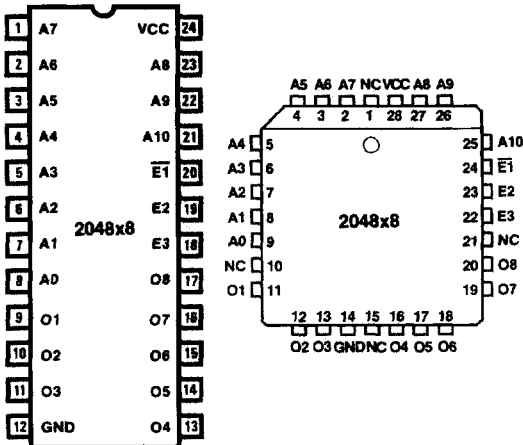 1 A7 VCC 24
2 A6 A8 23
3 A5 A9 22
4 A4 A10 21
5 A3 E1 20
6 A2 E2 19
2048x8
7 A1 E3 18
8 A0 O8 17
9 O1 O7 16
10 O2 O6 15
11 O3 O5 14
12 GND O4 13
A5 A6 A7 NC VCC A8 A9
4 3 2 1 28 27 26
A4 5 25 A10
A3 6 24 E1
A2 7 23 E2
A1 8 2048x8 22 E3
A0 9 21 NC
NC 10 20 O8
O1 11 19 O7
12 13 14 15 16 17 18
O2 O3 GND NC O4 O5 O6